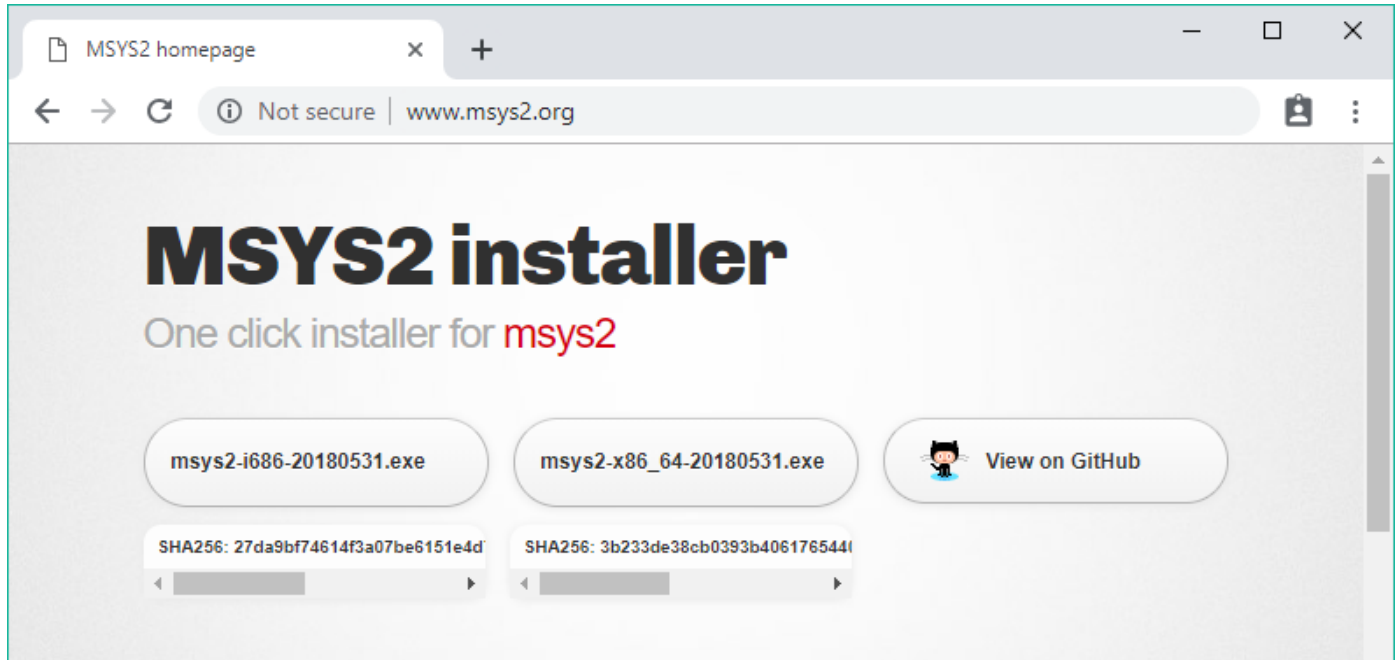 MSYS2 homepage
Not secure | www.msys2.org
MSYS2 installer
One click installer for msys2
msys2-i686-20180531.exe
msys2-x86_64-20180531.exe
View on GitHub
SHA256: 27da9bf74614f3a07be6151e4d
SHA256: 3b233de38cb0393b40617654